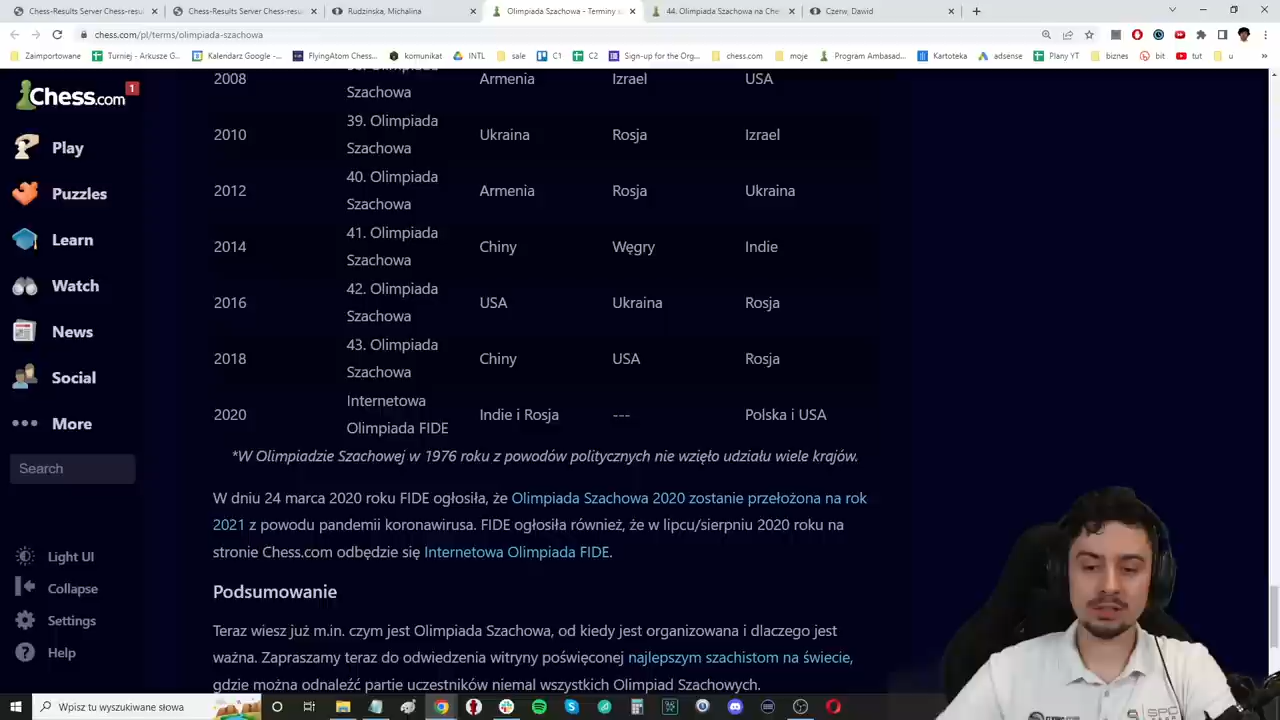 Chess-Results Server Chess-resu
Chess-Results Server Chess-resu
Rudzinska, Michalina
Olimpiada Szachowa - Terminy s
44. Olimpiada Szachowa na Ches
Czerw, Dawid
chess.com/pl/terms/olimpiada-szachowa
Zaimportowane
Turniej - Arkusze G...
Kalendarz Google -...
FlyingAtom Chess...
komunikat
INTL
sale
C1
C2
Sign-up for the Org...
chess.com
moje
Program Ambasad...
Kartoteka
adsense
Plany YT
biznes
bit
tut
u
Chess.com
1
Play
Puzzles
Learn
Watch
News
Social
More
Search
Light UI
Collapse
Settings
Help
2008 Szachowa Armenia Izrael USA
39. Olimpiada
2010 Szachowa Ukraina Rosja Izrael
40. Olimpiada
2012 Szachowa Armenia Rosja Ukraina
41. Olimpiada
2014 Szachowa Chiny Węgry Indie
42. Olimpiada
2016 Szachowa USA Ukraina Rosja
43. Olimpiada
2018 Szachowa Chiny USA Rosja
Internetowa
2020 Olimpiada FIDE Indie i Rosja --- Polska i USA
*W Olimpiadzie Szachowej w 1976 roku z powodów politycznych nie wzięło udziału wiele krajów.
W dniu 24 marca 2020 roku FIDE ogłosiła, że Olimpiada Szachowa 2020 zostanie przełożona na rok
2021 z powodu pandemii koronawirusa. FIDE ogłosiła również, że w lipcu/sierpniu 2020 roku na
stronie Chess.com odbędzie się Internetowa Olimpiada FIDE.
Podsumowanie
Teraz wiesz już m.in. czym jest Olimpiada Szachowa, od kiedy jest organizowana i dlaczego jest
ważna. Zapraszamy teraz do odwiedzenia witryny poświęconej najlepszym szachistom na świecie,
gdzie można odnaleźć partie uczestników niemal wszystkich Olimpiad Szachowych.
Wpisz tu wyszukiwane słowa